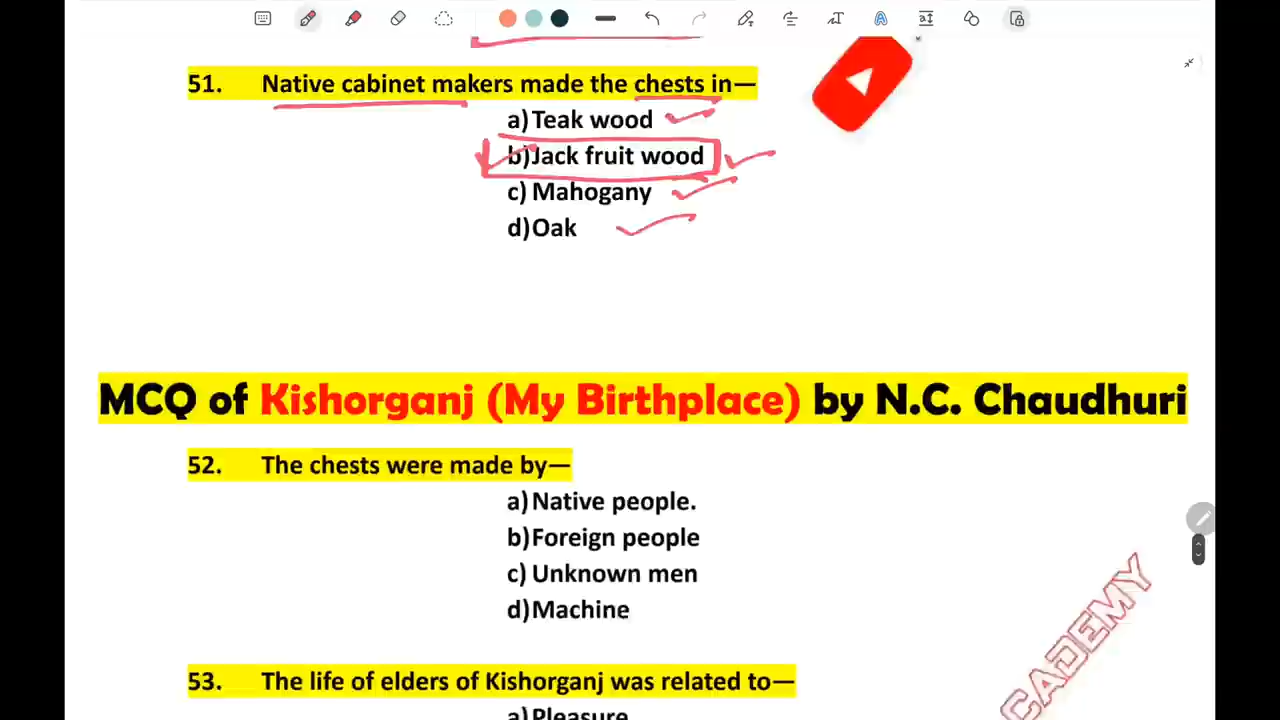 51. Native cabinet makers made the chests in—
a) Teak wood
b) Jack fruit wood
c) Mahogany
d) Oak
MCQ of Kishorganj (My Birthplace) by N.C. Chaudhuri
52. The chests were made by—
a) Native people.
b) Foreign people
c) Unknown men
d) Machine
53. The life of elders of Kishorganj was related to—
a) Pleasure
CADEMY